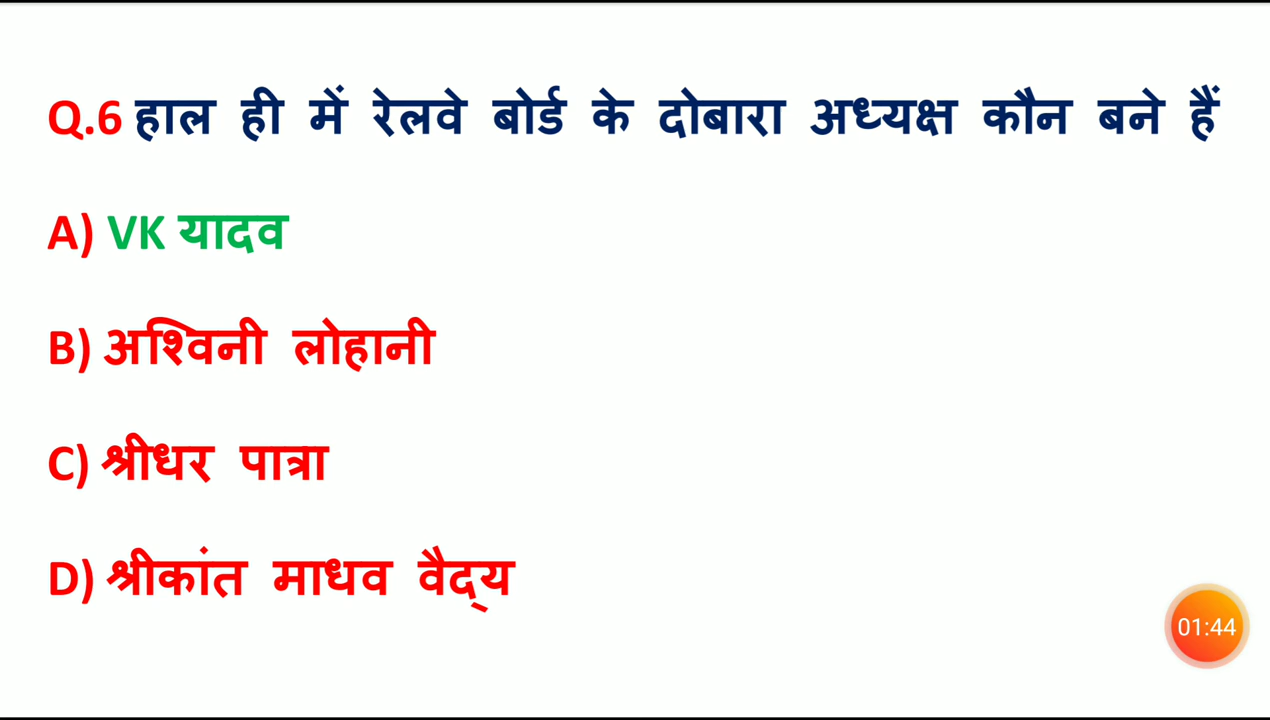 Q.6 हाल ही में रेलवे बोर्ड के दोबारा अध्यक्ष कौन बने हैं
A) VK यादव
B) अश्विनी लोहानी
C) श्रीधर पात्रा
D) श्रीकांत माधव वैद्‌य
01:44